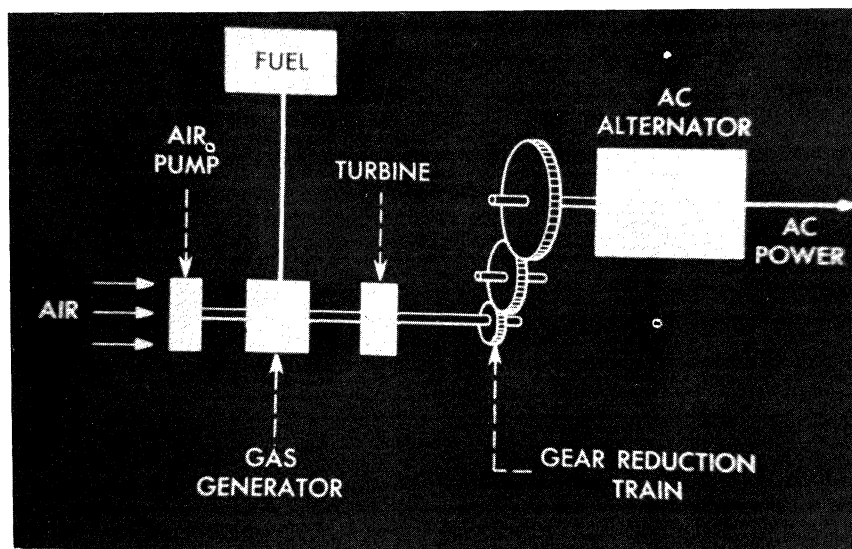 FUEL
AC
ALTERNATOR
AIR
PUMP
TURBINE
AC
POWER
AIR
GAS
GENERATOR
GEAR REDUCTION
TRAIN